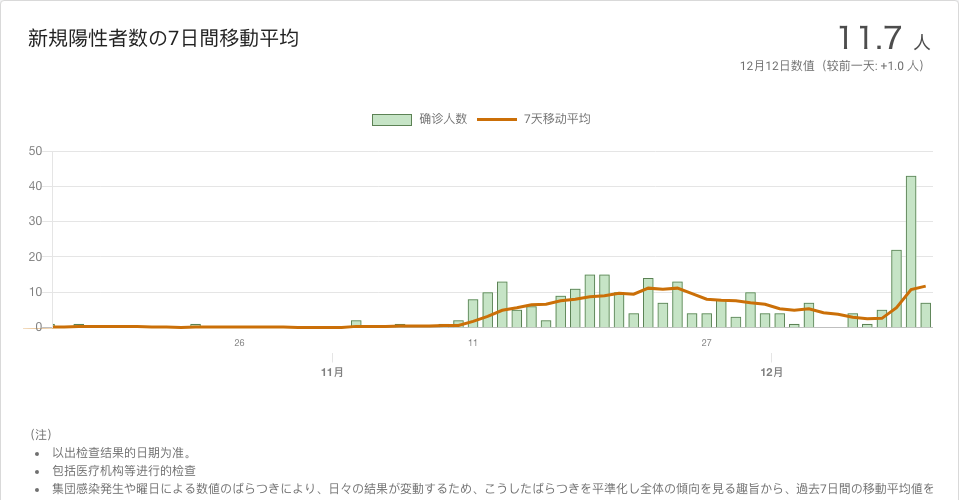 新規陽性者数の7日間移動平均
11.7 人
12月12日数值（较前一天: +1.0 人）
确诊人数 7天移动平均
50
40
30
20
10
0
26 11 27
11月 12月
（注）
以出检查结果的日期为准。
包括医疗机构等进行的检查
集団感染発生や曜日による数値のばらつきにより、日々の結果が変動するため、こうしたばらつきを平準化し全体の傾向を見る趣旨から、過去7日間の移動平均値を